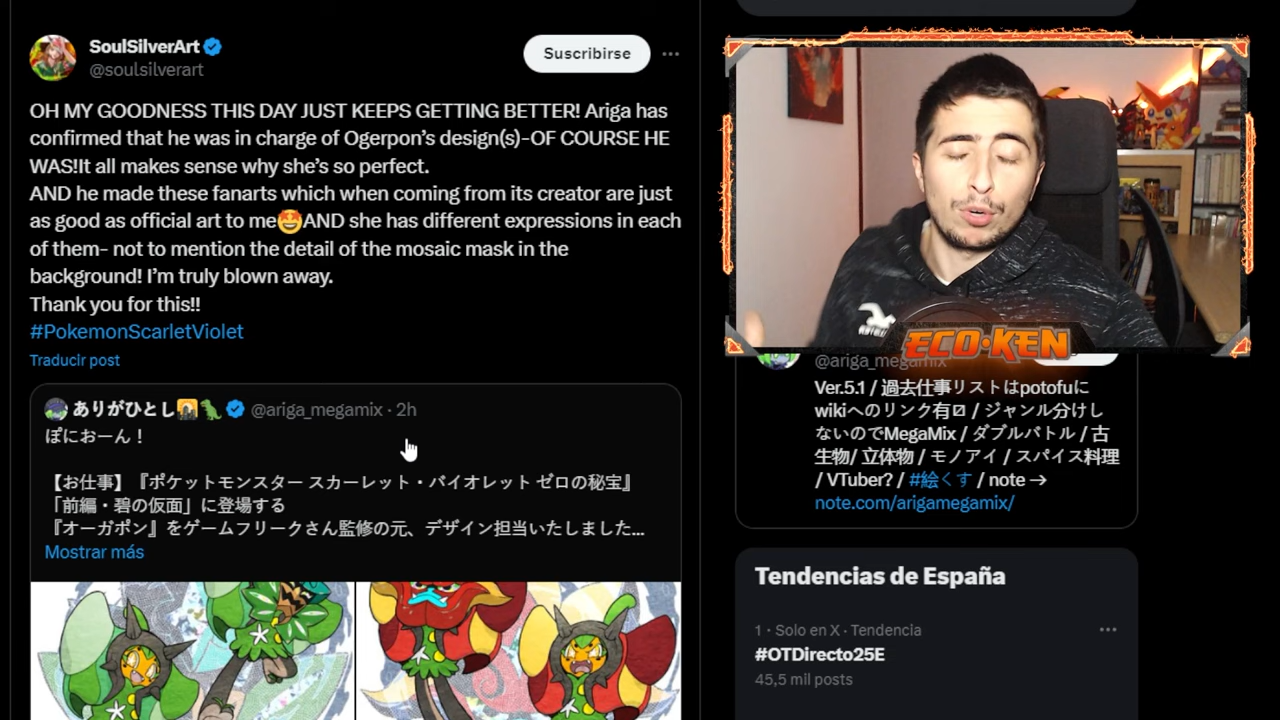 SoulSilverArt
@soulsilverart
Suscribirse
OH MY GOODNESS THIS DAY JUST KEEPS GETTING BETTER! Ariga has
confirmed that he was in charge of Ogerpon’s design(s)-OF COURSE HE
WAS!It all makes sense why she’s so perfect.
AND he made these fanarts which when coming from its creator are just
as good as official art to me🤩AND she has different expressions in each
of them- not to mention the detail of the mosaic mask in the
background! I’m truly blown away.
Thank you for this!!
#PokemonScarletViolet
Traducir post
ありがひとし @ariga_megamix · 2h
ぽにおーん！
【お仕事】『ポケットモンスター スカーレット・バイオレット ゼロの秘宝』
「前編・碧の仮面」に登場する
『オーガポン』をゲームフリークさん監修の元、デザイン担当いたしました...
Mostrar más
ECO·KEN
@ariga_megamix
Ver.5.1 / 過去仕事リストはpotofuに
wikiへのリンク有〼 / ジャンル分けし
ないのでMegaMix / ダブルバトル / 古
生物/ 立体物 / モノアイ / スパイス料理
/ VTuber? / #絵くす / note →
note.com/arigamegamix/
Tendencias de España
1 · Solo en X · Tendencia
#OTDirecto25E
45,5 mil posts